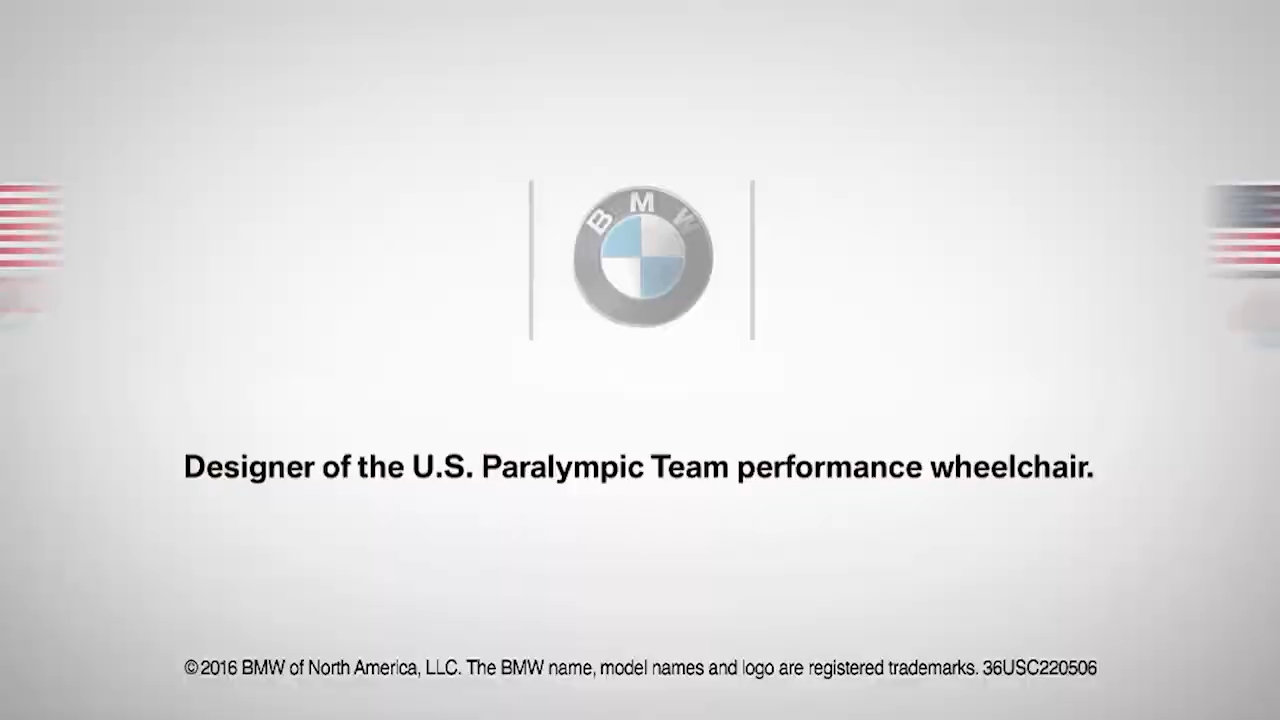 BMW
Designer of the U.S. Paralympic Team performance wheelchair.
©2016 BMW of North America, LLC. The BMW name, model names and logo are registered trademarks. 36USC220506